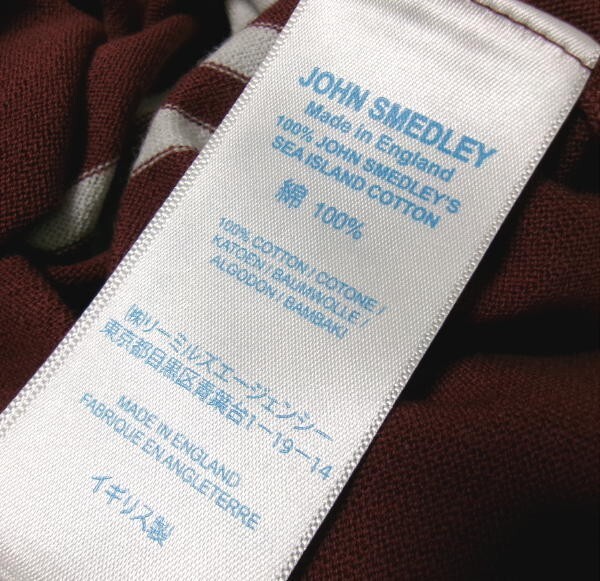 JOHN SMEDLEY
Made in England
100% JOHN SMEDLEY'S
SEA ISLAND COTTON
綿 100%
100% COTTON / COTONE /
KATOEN / BAUMWOLLE /
ALGODON / BAMBAKI
㈱リーミルズエージェンシー
東京都目黒区青葉台1-19-14
MADE IN ENGLAND
FABRIQUE EN ANGLETERRE
イギリス製